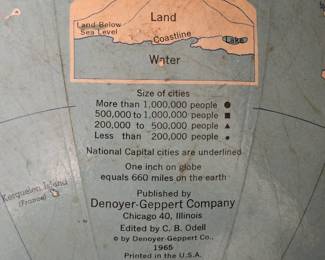 Land
Land Below
Sea Level
Coastline
Lake
Water
Size of cities
More than 1,000,000 people ●
500,000 to 1,000,000 people ■
200,000 to 500,000 people ▲
Less than 200,000 people •
National Capital cities are underlined
One inch on globe
equals 660 miles on the earth
Kerguelen Island
(France)
Published by
Denoyer-Geppert Company
Chicago 40, Illinois
Edited by C. B. Odell
© by Denoyer-Geppert Co.,
1965
Printed in the U.S.A.